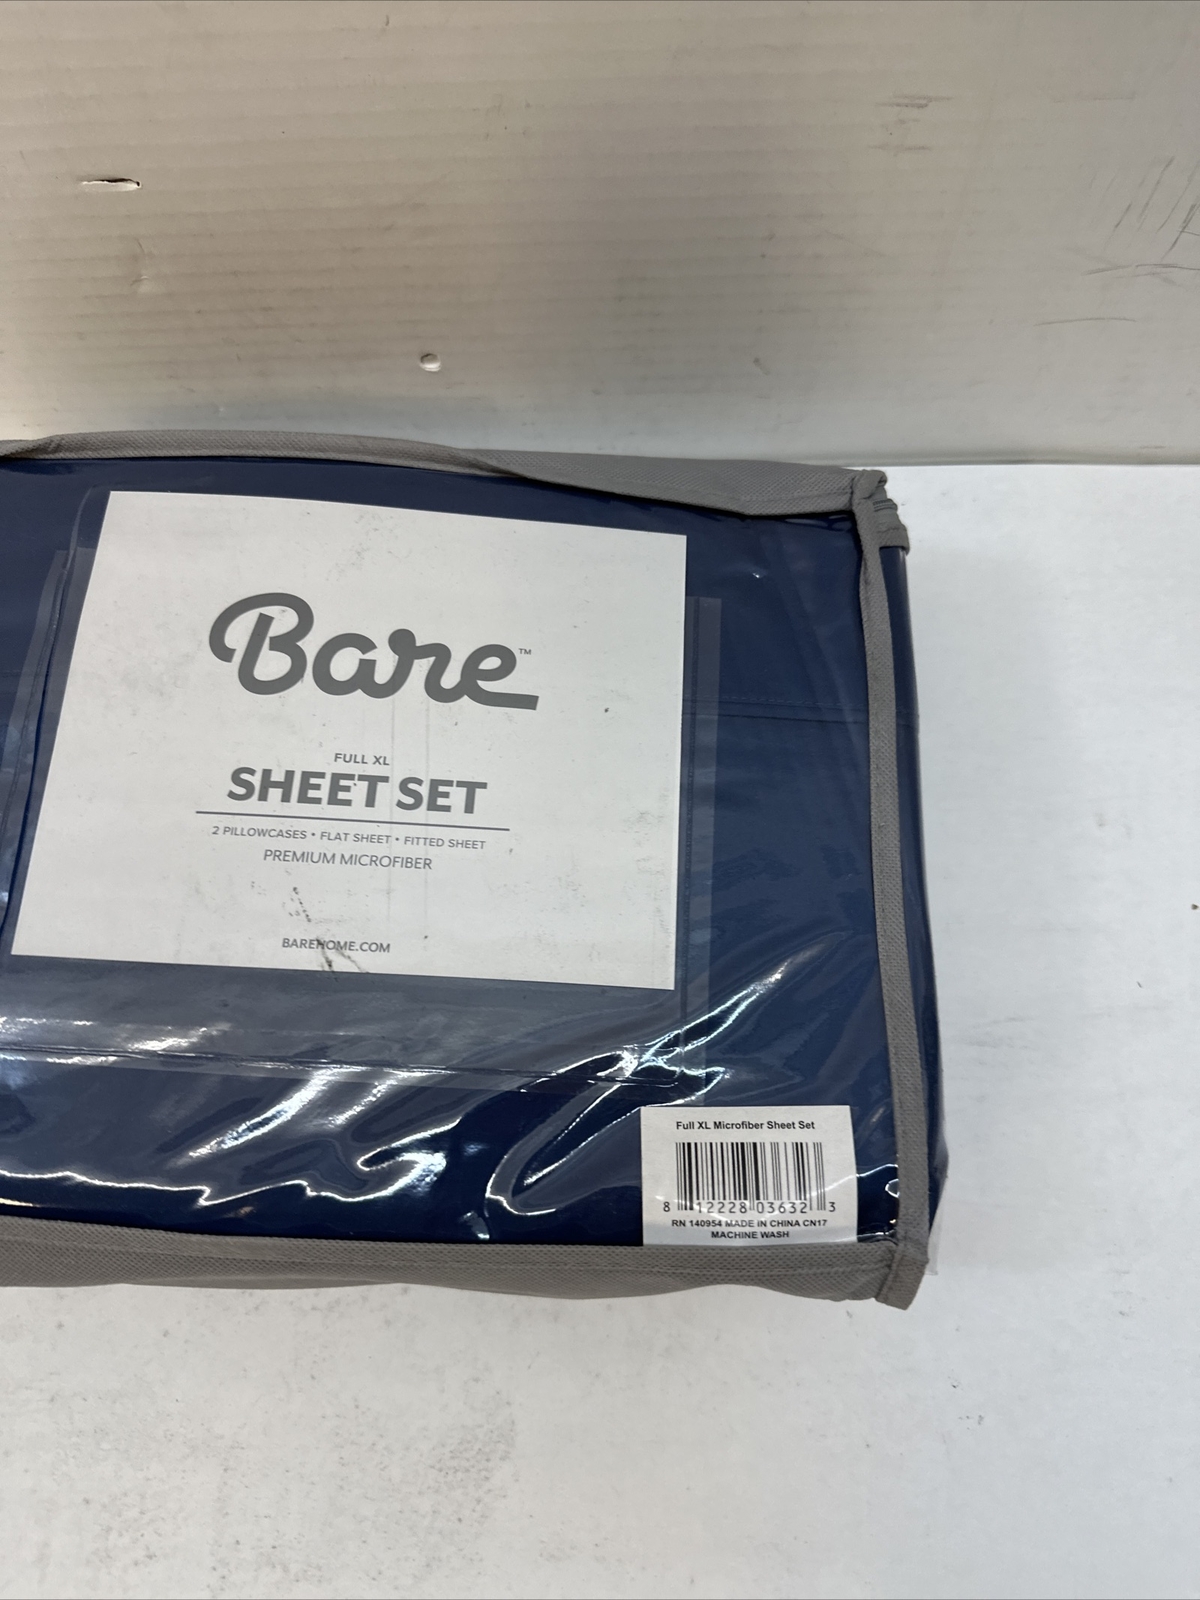 Bare™
FULL XL
SHEET SET
2 PILLOWCASES • FLAT SHEET • FITTED SHEET
PREMIUM MICROFIBER
BAREHOME.COM
Full XL Microfiber Sheet Set
8 12228 03632 3
RN 140954 MADE IN CHINA CN17
MACHINE WASH